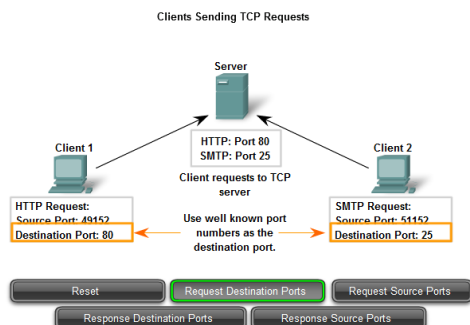 Clients Sending TCP Requests
Server
HTTP: Port 80
SMTP: Port 25
Client 1
Client 2
Client requests to TCP
server
HTTP Request:
Source Port: 49152
Destination Port: 80
Use well known port
numbers as the
destination port.
SMTP Request:
Source Port: 51152
Destination Port: 25
Reset
Request Destination Ports
Request Source Ports
Response Destination Ports
Response Source Ports